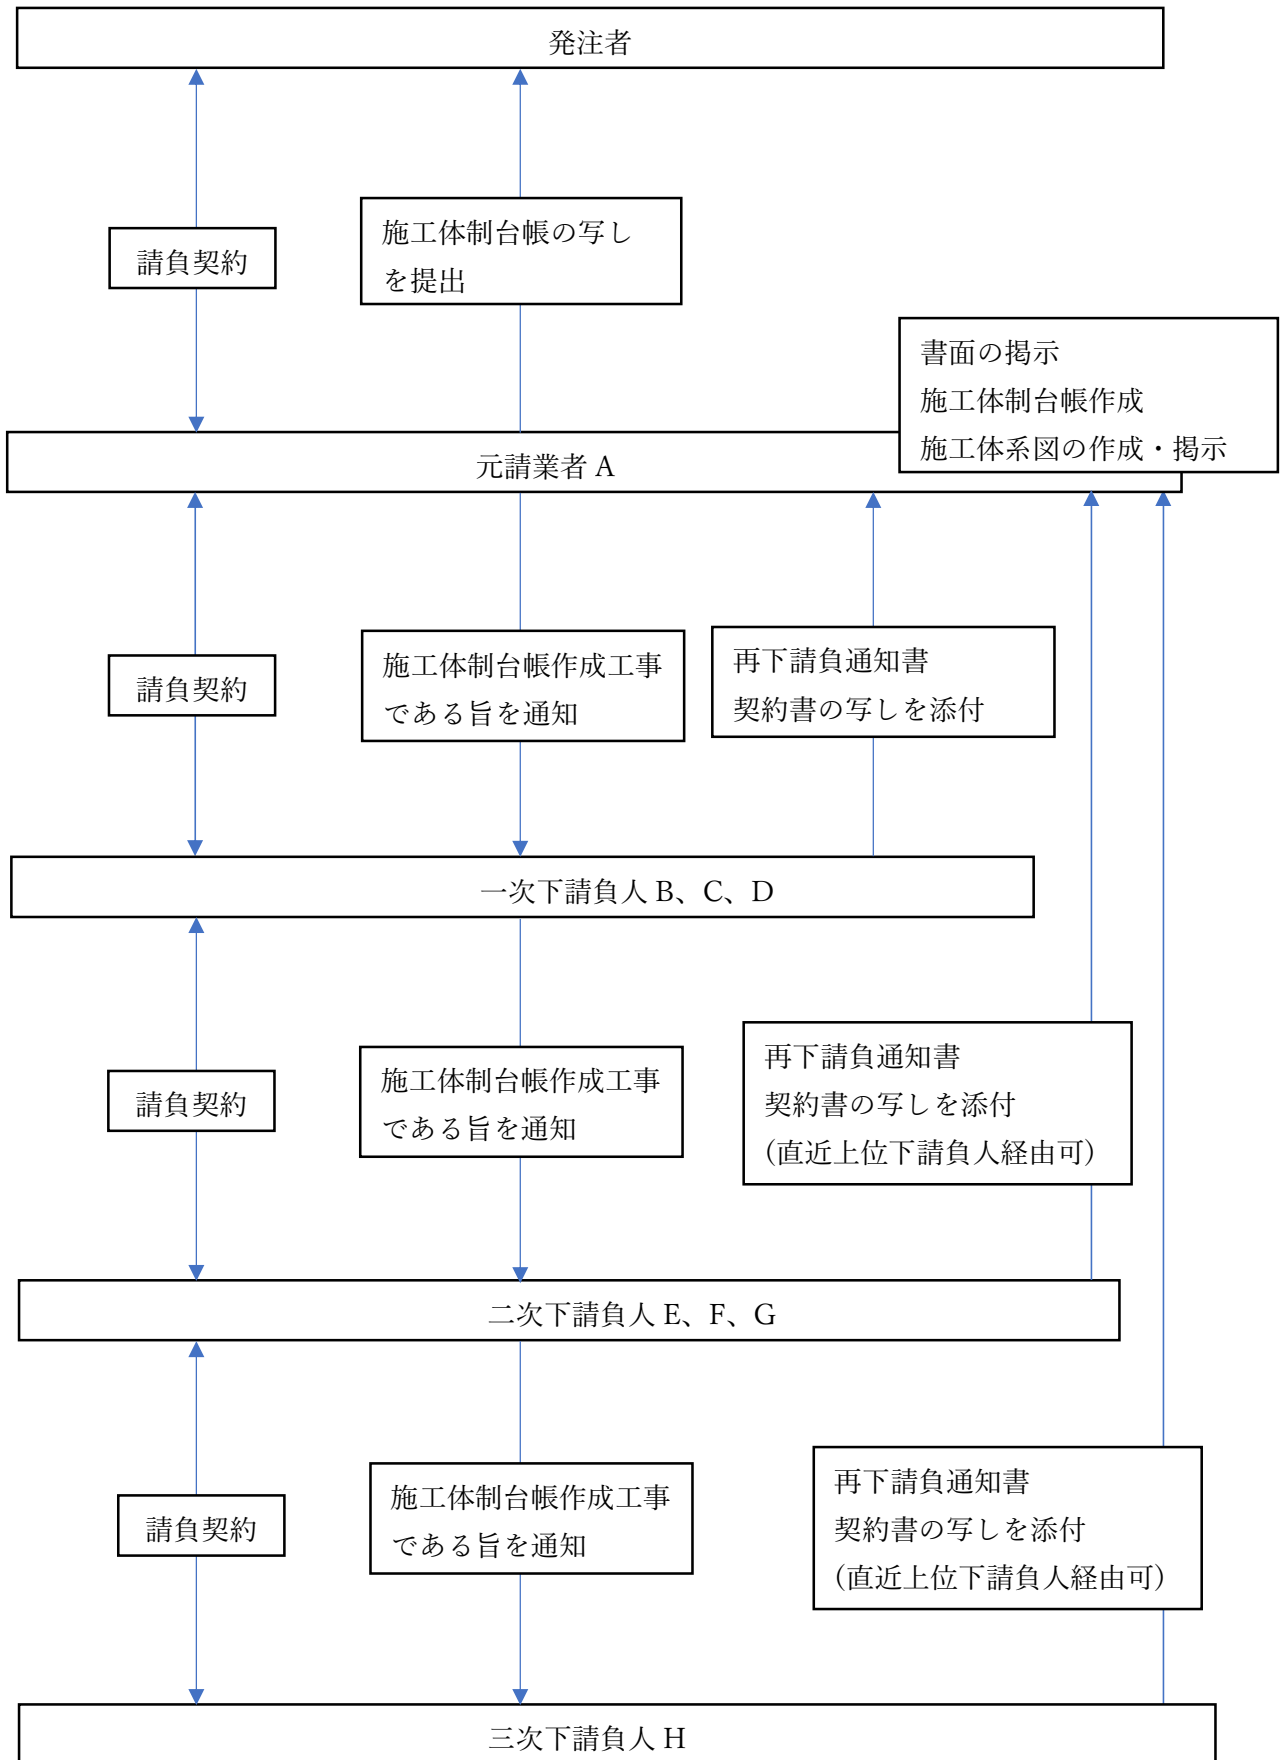 発注者
請負契約
施工体制台帳の写し
を提出
書面の掲示
施工体制台帳作成
施工体系図の作成・掲示
元請業者 A
請負契約
施工体制台帳作成工事
である旨を通知
再下請負通知書
契約書の写しを添付
一次下請負人 B、C、D
請負契約
施工体制台帳作成工事
である旨を通知
再下請負通知書
契約書の写しを添付
(直近上位下請負人経由可)
二次下請負人 E、F、G
請負契約
施工体制台帳作成工事
である旨を通知
再下請負通知書
契約書の写しを添付
(直近上位下請負人経由可)
三次下請負人 H